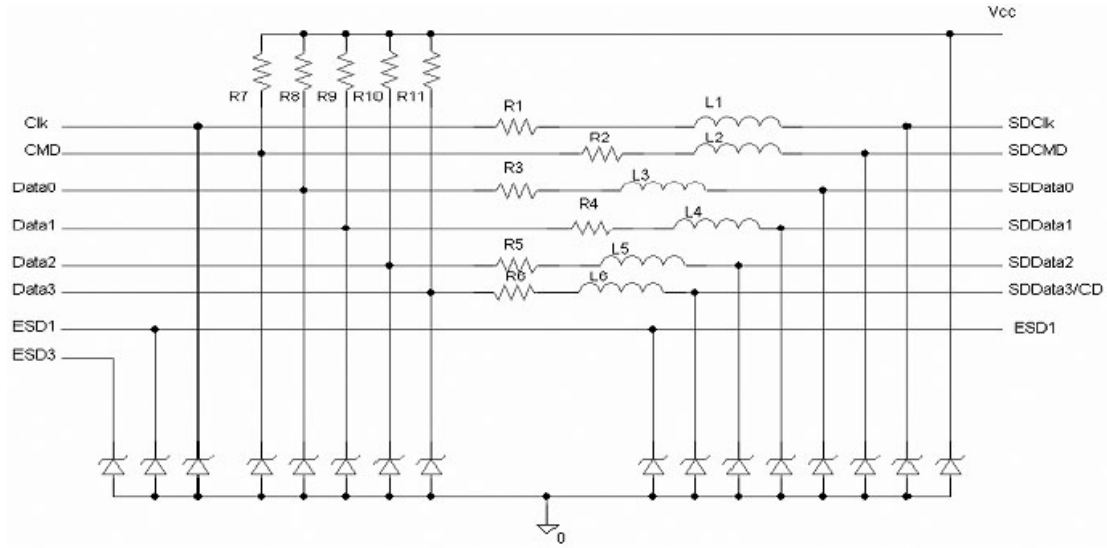 Vcc
R7 R8 R9 R10 R11
Clk R1 L1 SDClk
CMD R2 L2 SDCMD
Data0 R3 L3 SDData0
Data1 R4 L4 SDData1
Data2 R5 L5 SDData2
Data3 R6 L6 SDData3/CD
ESD1 ESD1
ESD3
0